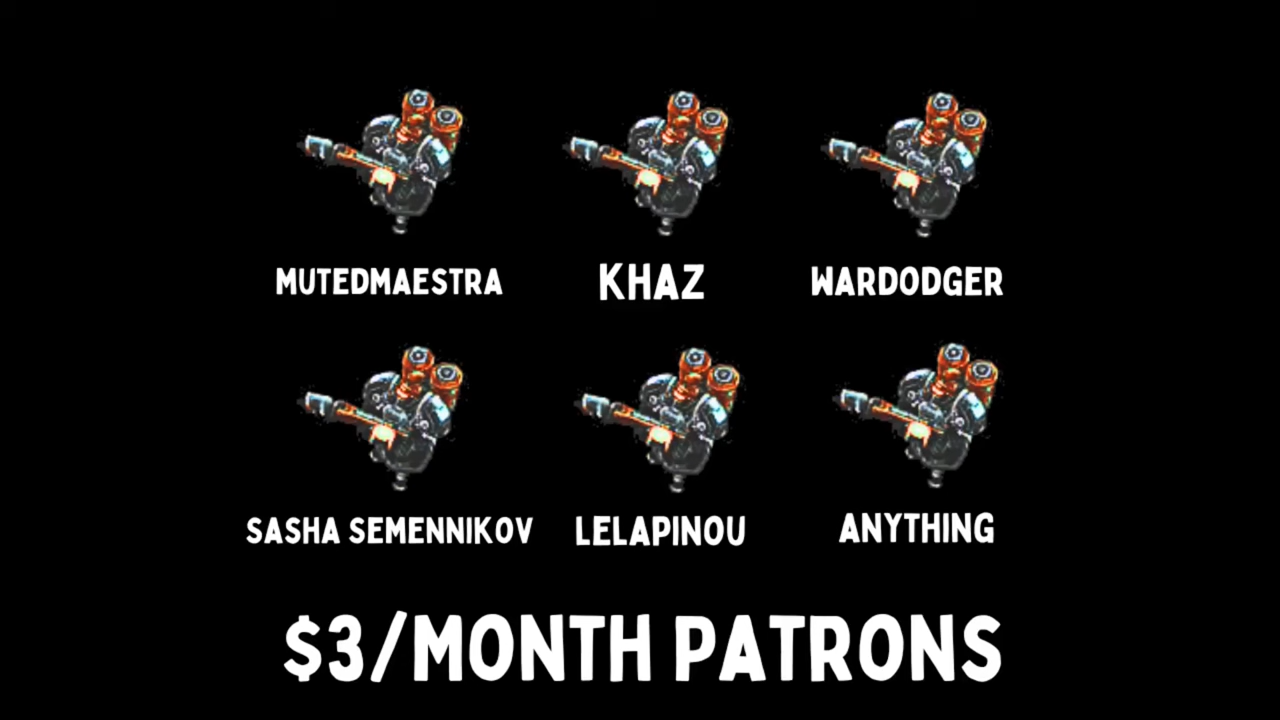 MUTEDMAESTRA KHAZ WARDODGER
SASHA SEMENNIKOV LELAPINOU ANYTHING
$3/MONTH PATRONS